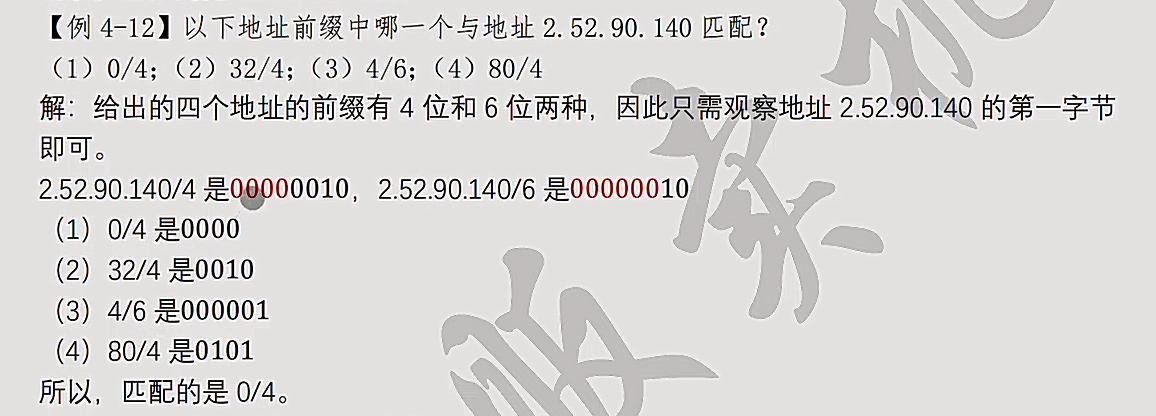 【例 4-12】以下地址前缀中哪一个与地址 2.52.90.140 匹配？
（1）0/4；（2）32/4；（3）4/6；（4）80/4
解：给出的四个地址的前缀有 4 位和 6 位两种，因此只需观察地址 2.52.90.140 的第一字节
即可。
2.52.90.140/4 是00000010，2.52.90.140/6 是00000010
（1）0/4 是0000
（2）32/4 是0010
（3）4/6 是000001
（4）80/4 是0101
所以，匹配的是 0/4。